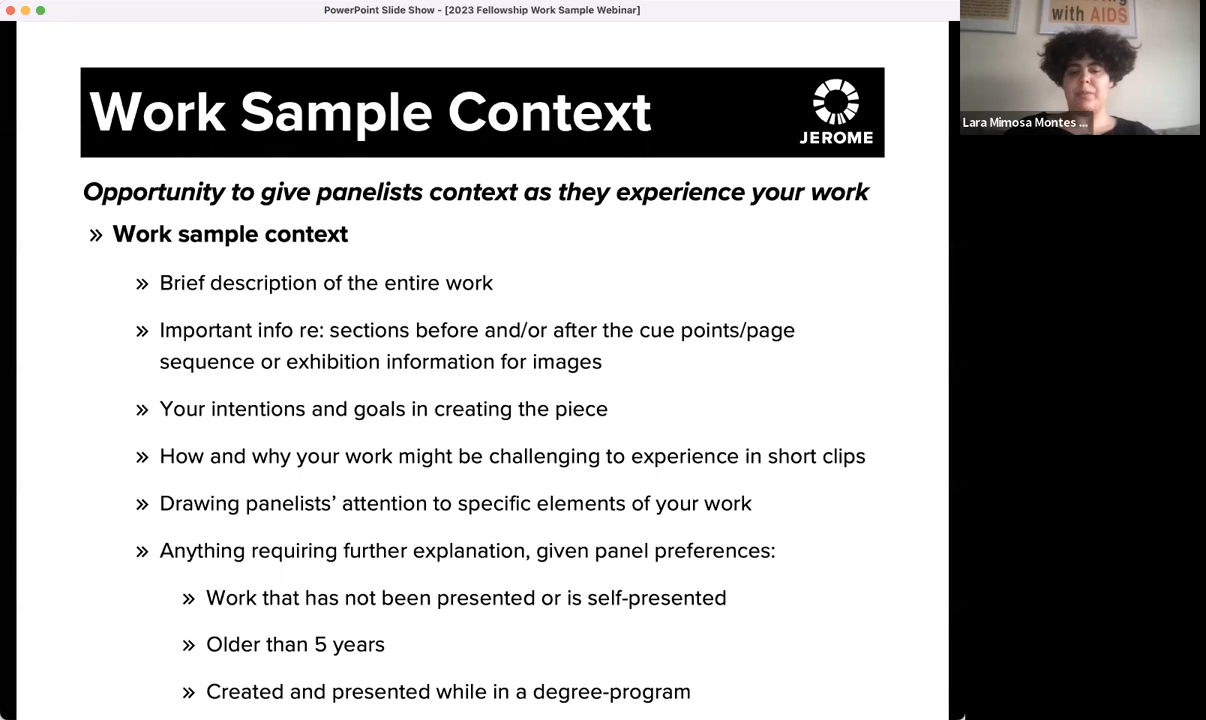 PowerPoint Slide Show - [2023 Fellowship Work Sample Webinar]
with AIDS
Work Sample Context
JEROME
Lara Mimosa Montes ...
Opportunity to give panelists context as they experience your work
» Work sample context
» Brief description of the entire work
» Important info re: sections before and/or after the cue points/page
sequence or exhibition information for images
» Your intentions and goals in creating the piece
» How and why your work might be challenging to experience in short clips
» Drawing panelists’ attention to specific elements of your work
» Anything requiring further explanation, given panel preferences:
» Work that has not been presented or is self-presented
» Older than 5 years
» Created and presented while in a degree-program